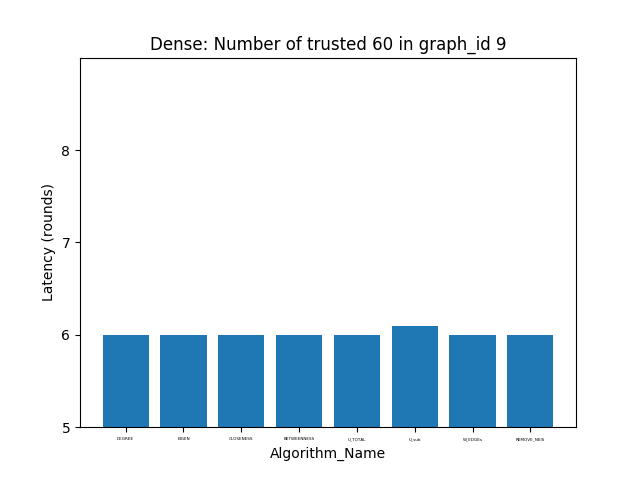 Dense: Number of trusted 60 in graph_id 9
8
7
6
5
Latency (rounds)
DEGREE EIGEN CLOSENESS BETWEENNESS U_TOTAL U_sub W_EDGEs REMOVE_NEIS
Algorithm_Name